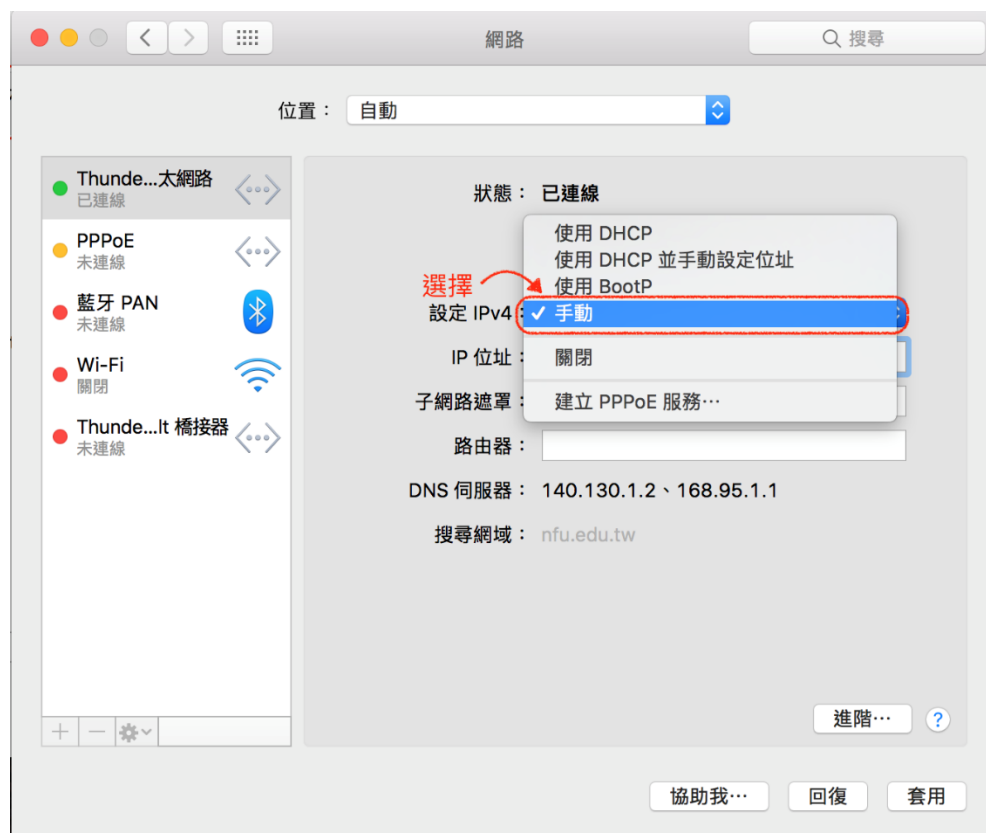 網路
搜尋
位置： 自動
Thunde...太網路
已連線
PPPoE
未連線
藍牙 PAN
未連線
Wi-Fi
關閉
Thunde...lt 橋接器
未連線
狀態： 已連線
使用 DHCP
使用 DHCP 並手動設定位址
選擇
使用 BootP
設定 IPv4： ✓ 手動
IP 位址：
關閉
子網路遮罩：
建立 PPPoE 服務⋯
路由器：
DNS 伺服器： 140.130.1.2、168.95.1.1
搜尋網域： nfu.edu.tw
進階⋯ ?
協助我⋯ 回復 套用